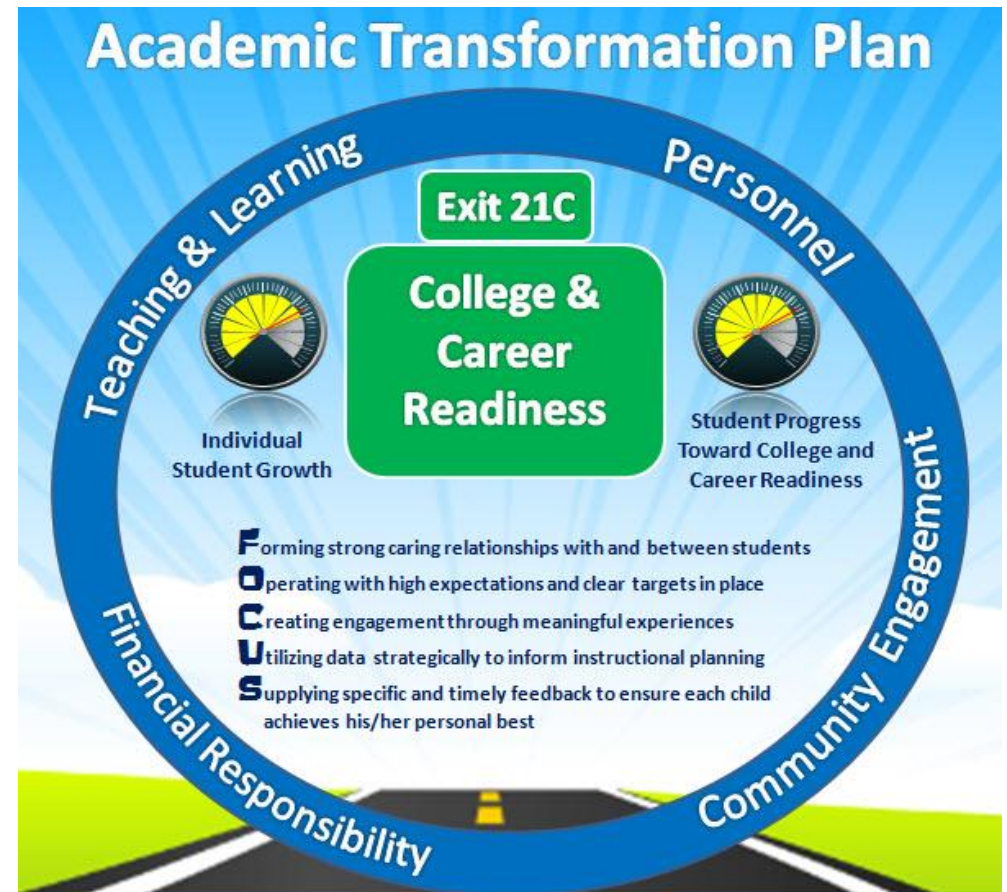 Academic Transformation Plan
Teaching & Learning
Personnel
Exit 21C
College &
Career
Readiness
Individual
Student Growth
Student Progress
Toward College and
Career Readiness
Forming strong caring relationships with and between students
Operating with high expectations and clear targets in place
Creating engagement through meaningful experiences
Utilizing data strategically to inform instructional planning
Supplying specific and timely feedback to ensure each child
achieves his/her personal best
Financial Responsibility
Community Engagement